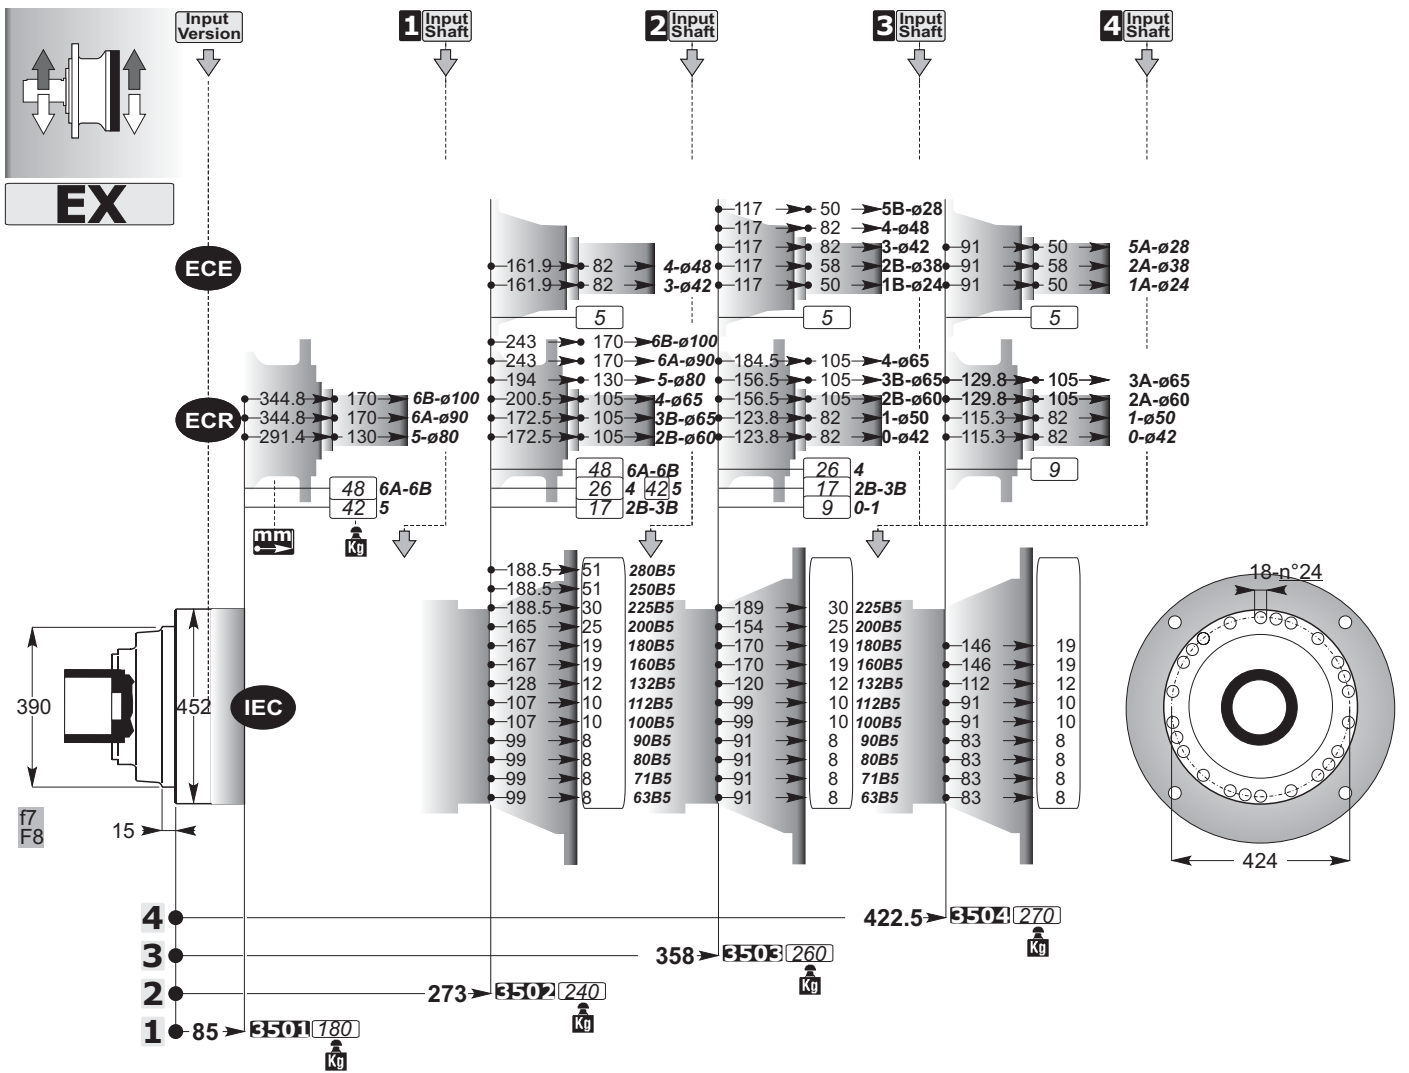 Input Version
1 Input Shaft
2 Input Shaft
3 Input Shaft
4 Input Shaft
EX
ECE
161.9 82 4-ø48
161.9 82 3-ø42
5
117 50 5B-ø28
117 82 4-ø48
117 82 3-ø42
117 58 2B-ø38
117 50 1B-ø24
5
91 50 5A-ø28
91 58 2A-ø38
91 50 1A-ø24
5
ECR
344.8 170 6B-ø100
344.8 170 6A-ø90
291.4 130 5-ø80
48 6A-6B
42 5
mm
Kg
243 170 6B-ø100
243 170 6A-ø90
194 130 5-ø80
200.5 105 4-ø65
172.5 105 3B-ø65
172.5 105 2B-ø60
48 6A-6B
26 4 42 5
17 2B-3B
184.5 105 4-ø65
156.5 105 3B-ø65
156.5 105 2B-ø60
123.8 82 1-ø50
123.8 82 0-ø42
26 4
17 2B-3B
9 0-1
129.8 105 3A-ø65
129.8 105 2A-ø60
115.3 82 1-ø50
115.3 82 0-ø42
9
IEC
390
452
15
f7
F8
188.5 51 280B5
188.5 51 250B5
188.5 30 225B5
165 25 200B5
167 19 180B5
167 19 160B5
128 12 132B5
107 10 112B5
107 10 100B5
99 8 90B5
99 8 80B5
99 8 71B5
99 8 63B5
189 30 225B5
154 25 200B5
170 19 180B5
170 19 160B5
120 12 132B5
99 10 112B5
99 10 100B5
91 8 90B5
91 8 80B5
91 8 71B5
91 8 63B5
146 19
146 19
112 12
91 10
91 10
83 8
83 8
83 8
83 8
18-n°24
424
4 422.5 3504 270
Kg
3 358 3503 260
Kg
2 273 3502 240
Kg
1 85 3501 180
Kg